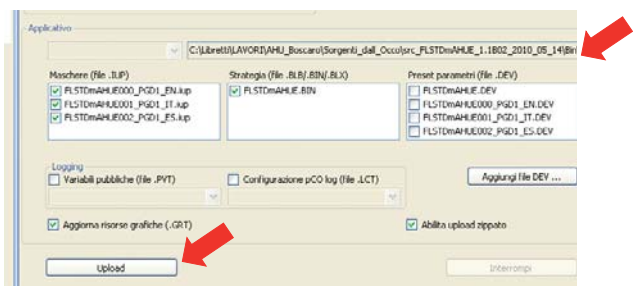 Applicativo
C:\Libretti\LAVORI\AHU_Boscaro\Sorgenti_dall_Occo\src_FLSTDmAHUE_1.1B02_2010_05_14\Bin
Maschere (file .IUP)
Strategia (file .BLB/.BIN/.BLX)
Preset parametri (file .DEV)
FLSTDmAHUE000_PGD1_EN.iup
FLSTDmAHUE.BIN
FLSTDmAHUE.DEV
FLSTDmAHUE001_PGD1_IT.iup
FLSTDmAHUE000_PGD1_EN.DEV
FLSTDmAHUE002_PGD1_ES.iup
FLSTDmAHUE001_PGD1_IT.DEV
FLSTDmAHUE002_PGD1_ES.DEV
Logging
Variabili pubbliche (file .PVT)
Configurazione pCO log (file .LCT)
Aggiungi file DEV ...
Aggiorna risorse grafiche (.GRT)
Abilita upload zippato
Upload
Interrompi